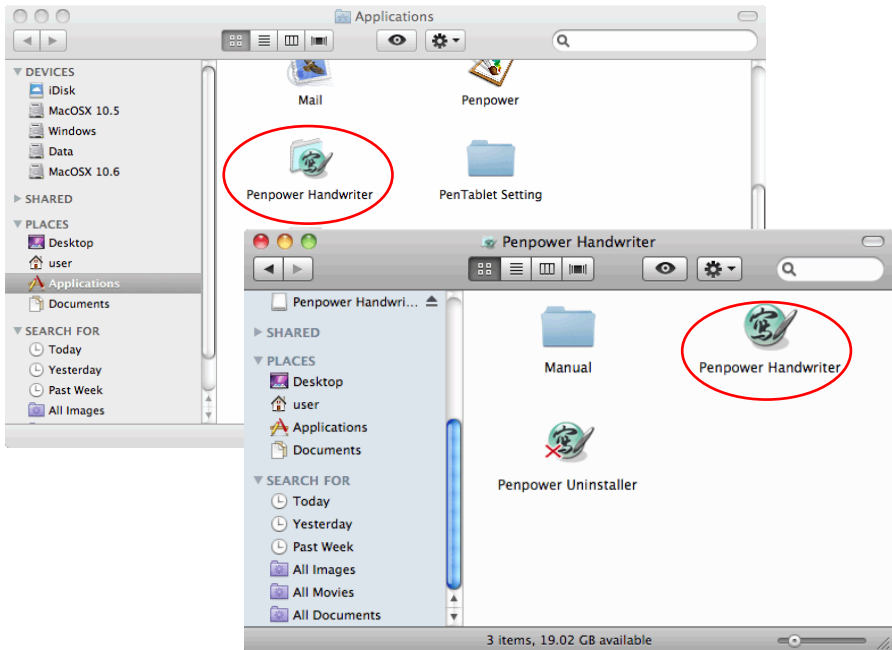 Applications
DEVICES
iDisk
MacOSX 10.5
Windows
Data
MacOSX 10.6
SHARED
PLACES
Desktop
user
Applications
Documents
SEARCH FOR
Today
Yesterday
Past Week
All Images
Mail
Penpower
Penpower Handwriter
PenTablet Setting
Penpower Handwriter
Penpower Handwri...
SHARED
PLACES
Desktop
user
Applications
Documents
SEARCH FOR
Today
Yesterday
Past Week
All Images
All Movies
All Documents
Manual
寫
Penpower Handwriter
寫
Penpower Uninstaller
3 items, 19.02 GB available